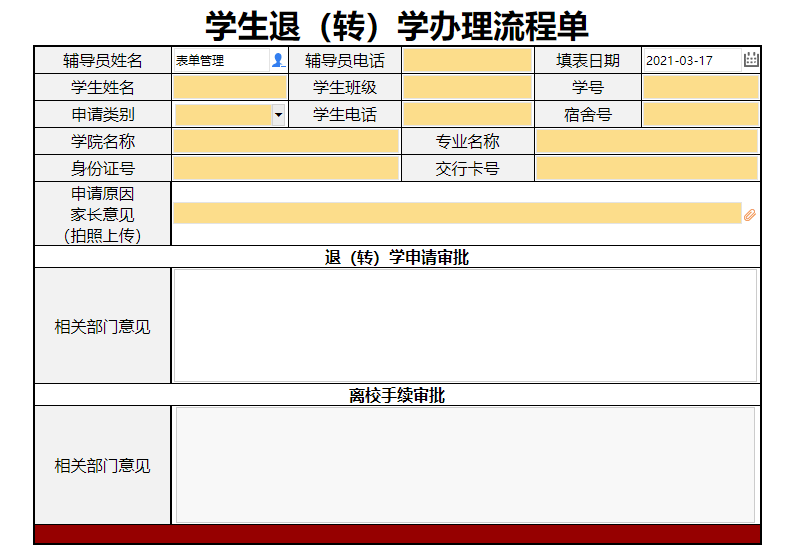 学生退（转）学办理流程单
辅导员姓名 表单管理 辅导员电话 填表日期 2021-03-17
学生姓名 学生班级 学号
申请类别 学生电话 宿舍号
学院名称 专业名称
身份证号 交行卡号
申请原因
家长意见
（拍照上传）
退（转）学申请审批
相关部门意见
离校手续审批
相关部门意见